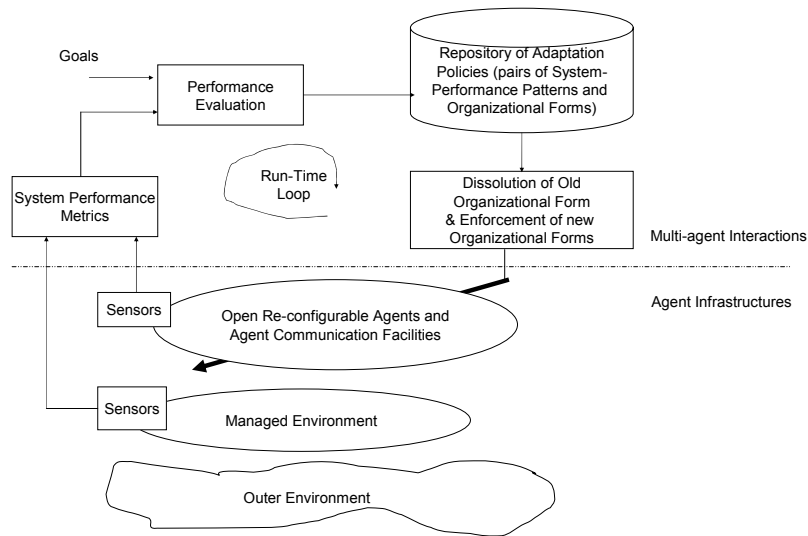 Goals
Performance
Evaluation
Repository of Adaptation
Policies (pairs of System-
Performance Patterns and
Organizational Forms)
Run-Time
Loop
System Performance
Metrics
Dissolution of Old
Organizational Form
& Enforcement of new
Organizational Forms
Multi-agent Interactions
Agent Infrastructures
Sensors
Open Re-configurable Agents and
Agent Communication Facilities
Sensors
Managed Environment
Outer Environment